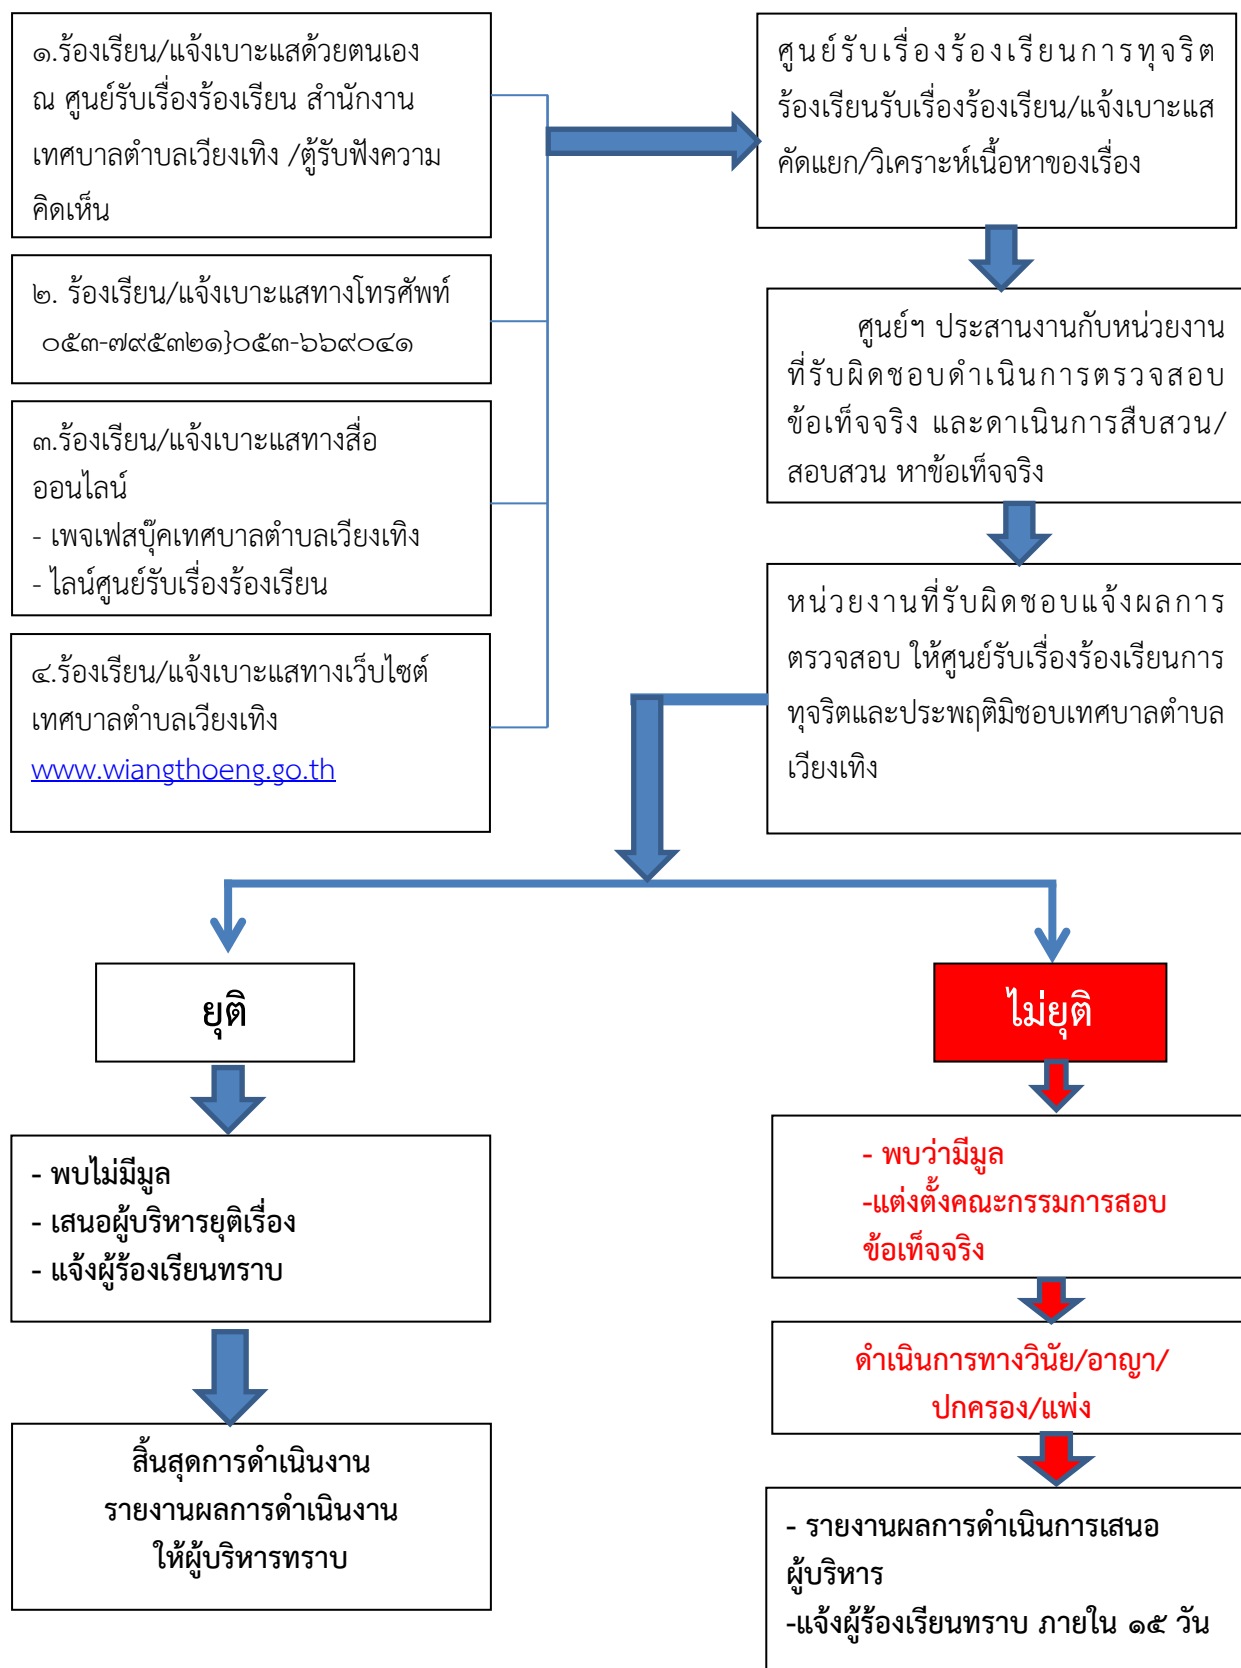 ๑.ร้องเรียน/แจ้งเบาะแสด้วยตนเอง
ณ ศูนย์รับเรื่องร้องเรียน สำนักงาน
เทศบาลตำบลเวียงเทิง /ตู้รับฟังความ
คิดเห็น
๒. ร้องเรียน/แจ้งเบาะแสทางโทรศัพท์
๐๕๓-๗๙๕๓๒๑}๐๕๓-๖๖๙๐๔๑
๓.ร้องเรียน/แจ้งเบาะแสทางสื่อ
ออนไลน์
- เพจเฟสบุ๊คเทศบาลตำบลเวียงเทิง
- ไลน์ศูนย์รับเรื่องร้องเรียน
๔.ร้องเรียน/แจ้งเบาะแสทางเว็บไซต์
เทศบาลตำบลเวียงเทิง
www.wiangthoeng.go.th
ศูนย์รับเรื่องร้องเรียนการทุจริต
ร้องเรียนรับเรื่องร้องเรียน/แจ้งเบาะแส
คัดแยก/วิเคราะห์เนื้อหาของเรื่อง
ศูนย์ฯ ประสานงานกับหน่วยงาน
ที่รับผิดชอบดำเนินการตรวจสอบ
ข้อเท็จจริง และดาเนินการสืบสวน/
สอบสวน หาข้อเท็จจริง
หน่วยงานที่รับผิดชอบแจ้งผลการ
ตรวจสอบ ให้ศูนย์รับเรื่องร้องเรียนการ
ทุจริตและประพฤติมิชอบเทศบาลตำบล
เวียงเทิง
ยุติ
- พบไม่มีมูล
- เสนอผู้บริหารยุติเรื่อง
- แจ้งผู้ร้องเรียนทราบ
สิ้นสุดการดำเนินงาน
รายงานผลการดำเนินงาน
ให้ผู้บริหารทราบ
ไม่ยุติ
- พบว่ามีมูล
-แต่งตั้งคณะกรรมการสอบ
ข้อเท็จจริง
ดำเนินการทางวินัย/อาญา/
ปกครอง/แพ่ง
- รายงานผลการดำเนินการเสนอ
ผู้บริหาร
-แจ้งผู้ร้องเรียนทราบ ภายใน ๑๕ วัน